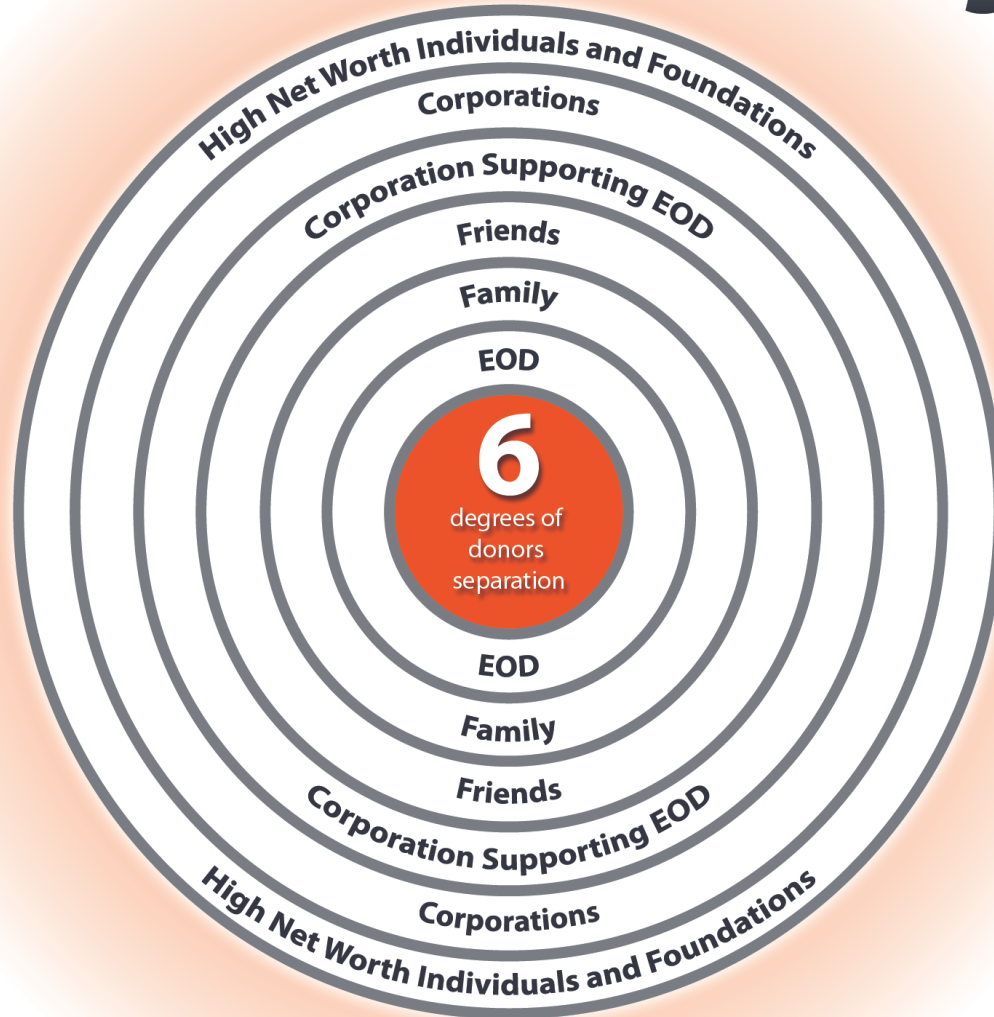 High Net Worth Individuals and Foundations
Corporations
Corporation Supporting EOD
Friends
Family
EOD
6
degrees of
donors
separation
EOD
Family
Friends
Corporation Supporting EOD
Corporations
High Net Worth Individuals and Foundations